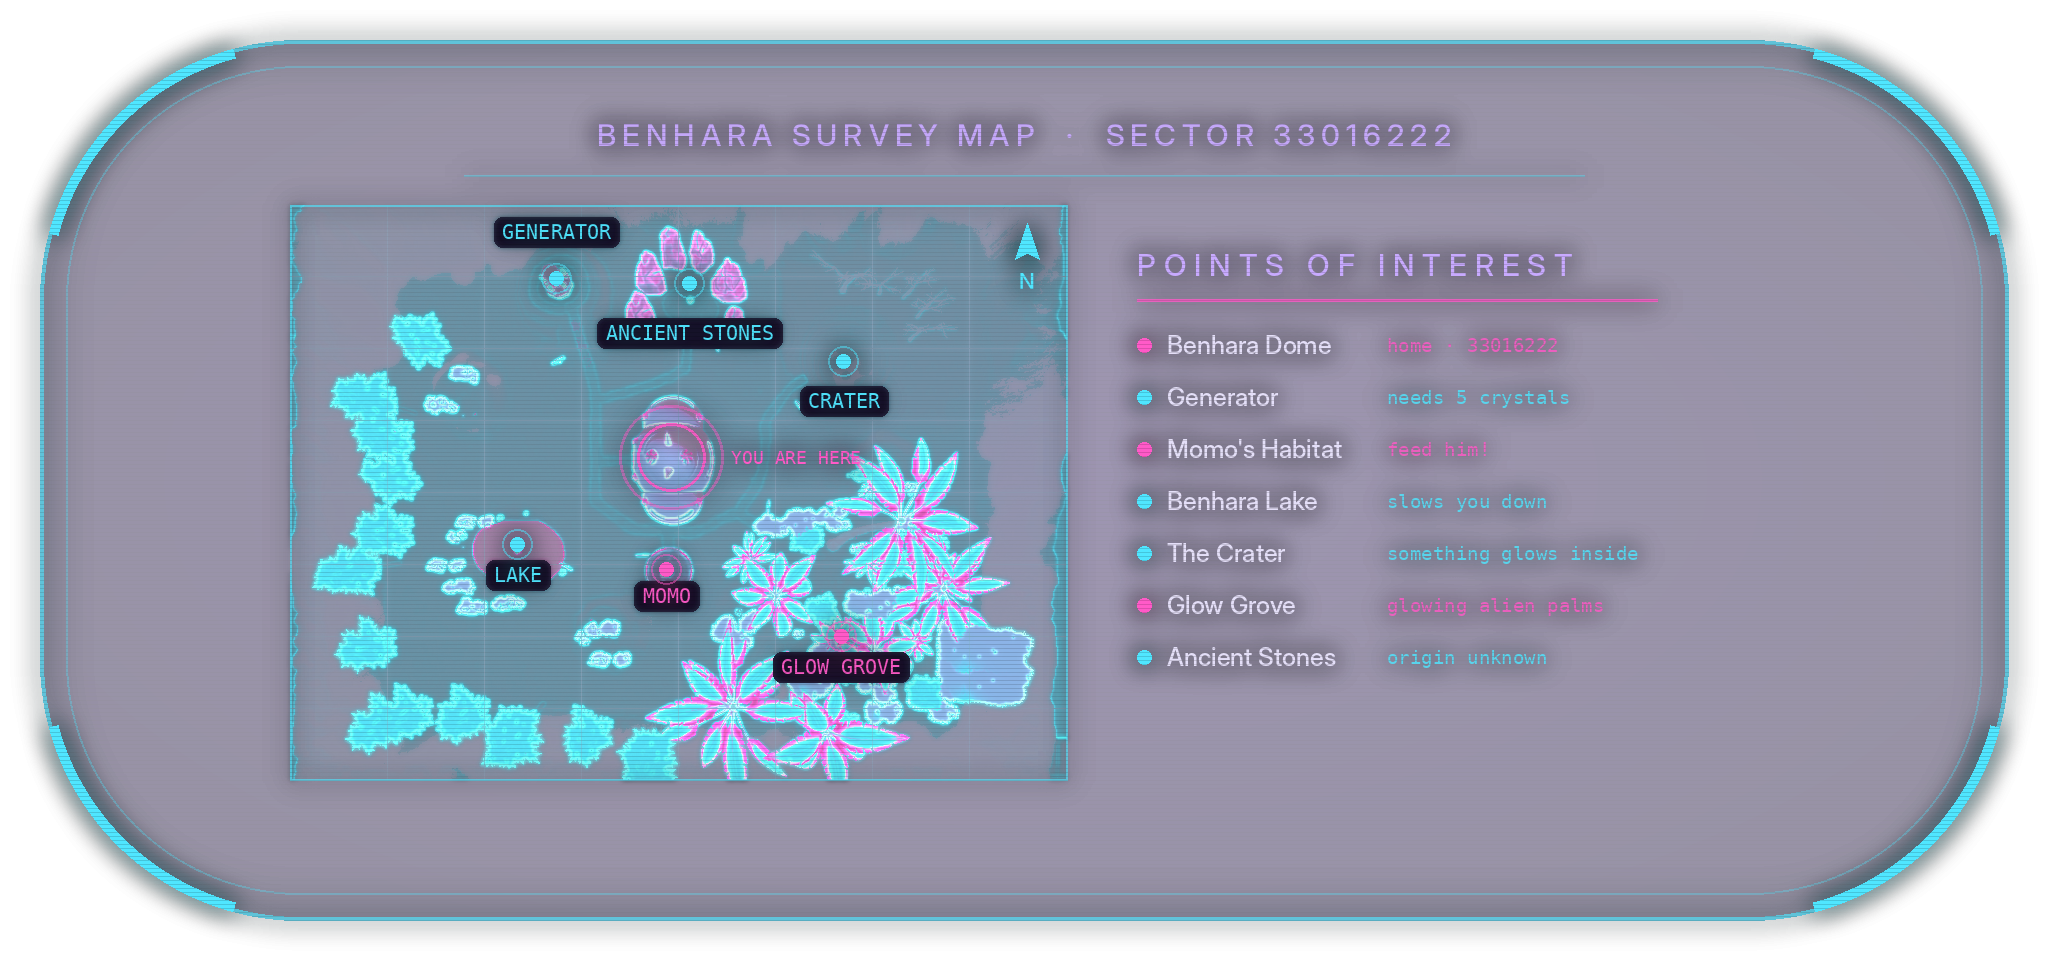 BENHARA SURVEY MAP · SECTOR 33016222
GENERATOR
N
ANCIENT STONES
CRATER
YOU ARE HERE
LAKE
MOMO
GLOW GROVE
POINTS OF INTEREST
Benhara Dome home · 33016222
Generator needs 5 crystals
Momo's Habitat feed him!
Benhara Lake slows you down
The Crater something glows inside
Glow Grove glowing alien palms
Ancient Stones origin unknown